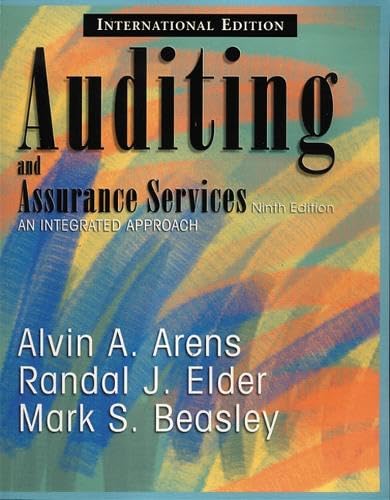 INTERNATIONAL EDITION
Auditing
and
Assurance Services Ninth Edition
AN INTEGRATED APPROACH
Alvin A. Arens
Randal J. Elder
Mark S. Beasley